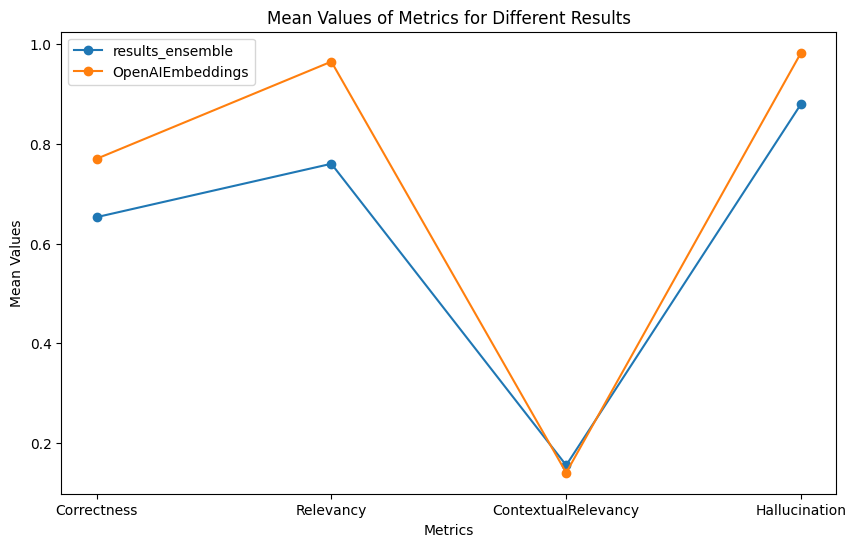 Mean Values of Metrics for Different Results
results_ensemble
OpenAIEmbeddings
1.0
0.8
0.6
0.4
0.2
Mean Values
Correctness
Relevancy
ContextualRelevancy
Hallucination
Metrics